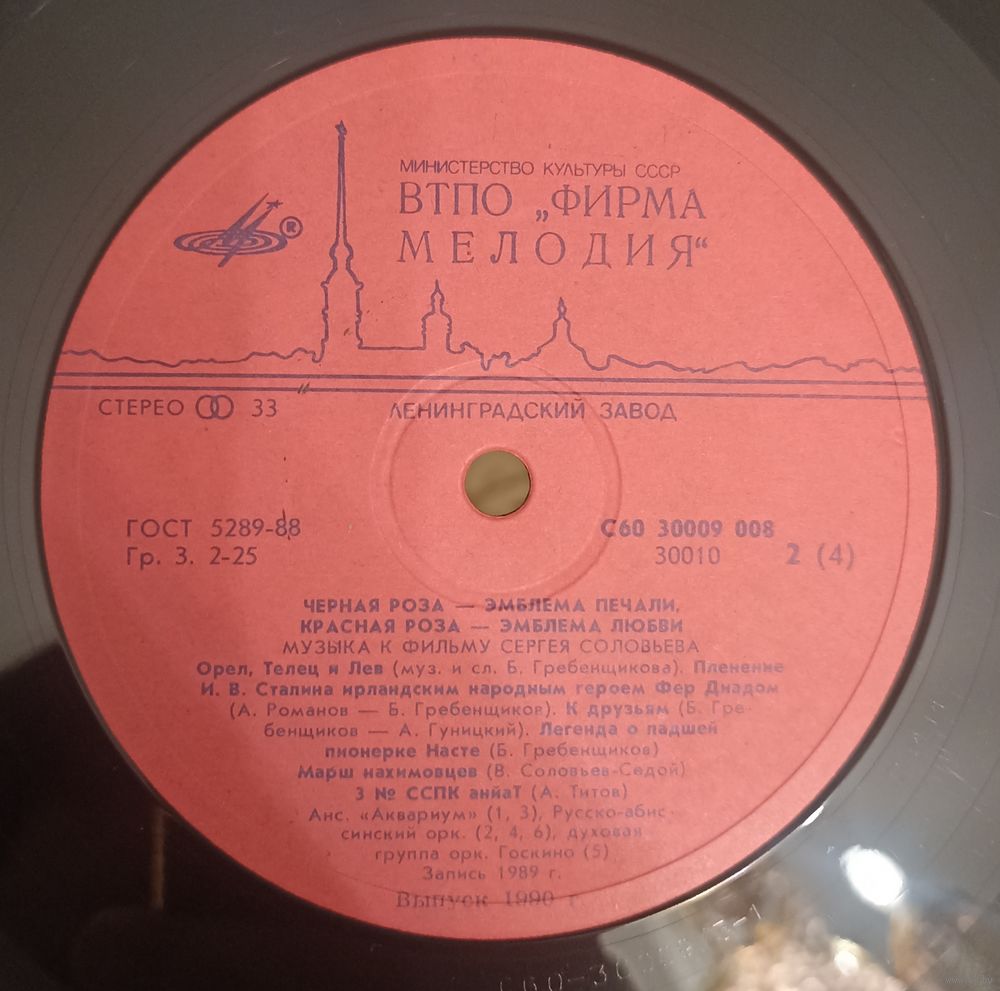 МИНИСТЕРСТВО КУЛЬТУРЫ СССР
ВТПО „ФИРМА
МЕЛОДИЯ“
®
СТЕРЕО 33
ЛЕНИНГРАДСКИЙ ЗАВОД
ГОСТ 5289-88
Гр. 3. 2-25
С60 30009 008
30010 2 (4)
ЧЕРНАЯ РОЗА — ЭМБЛЕМА ПЕЧАЛИ,
КРАСНАЯ РОЗА — ЭМБЛЕМА ЛЮБВИ
МУЗЫКА К ФИЛЬМУ СЕРГЕЯ СОЛОВЬЕВА
Орел, Телец и Лев (муз. и сл. Б. Гребенщикова). Пленение
И. В. Сталина ирландским народным героем Фер Диадом
(А. Романов — Б. Гребенщиков). К друзьям (Б. Гре-
бенщиков — А. Гуницкий). Легенда о падшей
пионерке Насте (Б. Гребенщиков)
Марш нахимовцев (В. Соловьев-Седой)
3 № ССПК анйаТ (А. Титов)
Анс. «Аквариум» (1, 3), Русско-абис-
синский орк. (2, 4, 6), духовая
группа орк. Госкино (5)
Запись 1989 г.
Выпуск 1990 г.